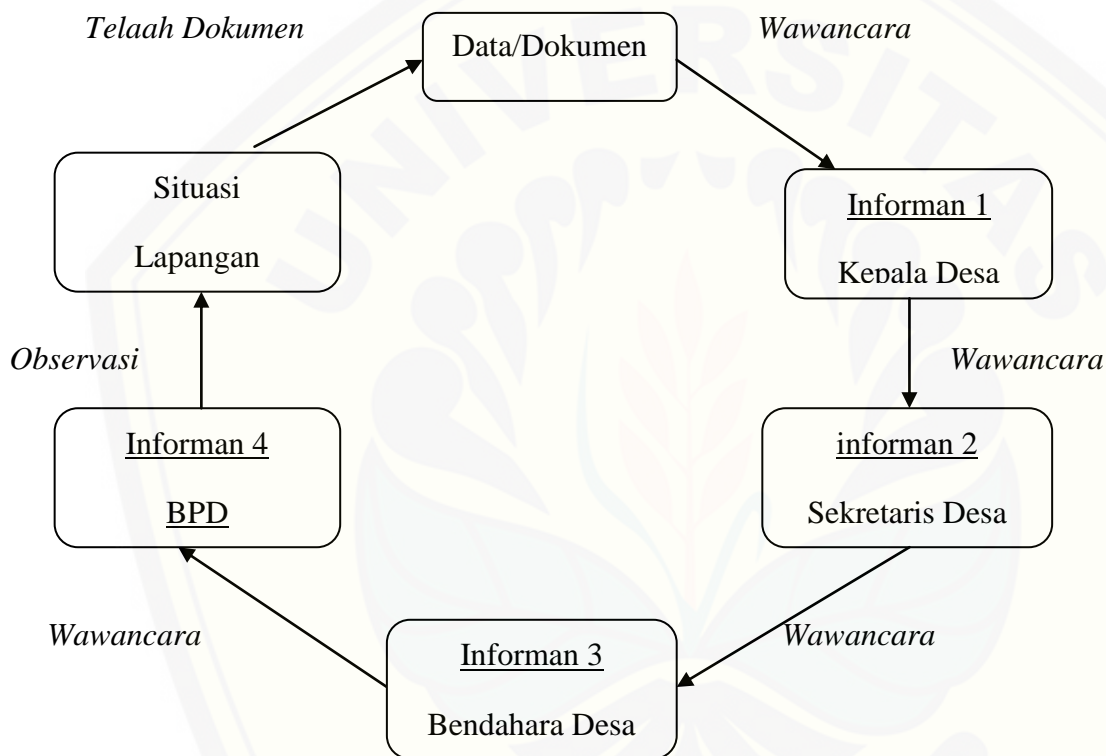 Telaah Dokumen
Data/Dokumen
Wawancara
Situasi
Lapangan
Informan 1
Kepala Desa
Observasi
Wawancara
Informan 4
BPD
informan 2
Sekretaris Desa
Wawancara
Informan 3
Bendahara Desa
Wawancara
UNIVERSITAS